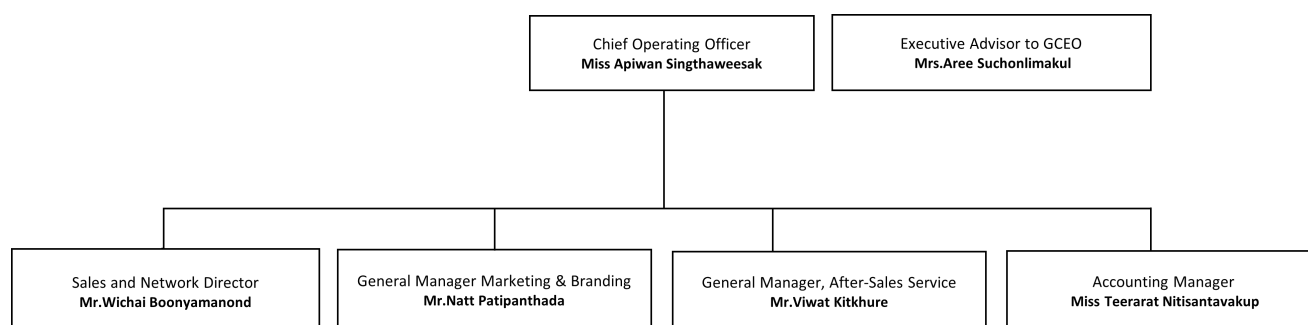 Chief Operating Officer
Miss Apiwan Singthaweesak
Executive Advisor to GCEO
Mrs.Aree Suchonlimakul
Sales and Network Director
Mr.Wichai Boonyamanond
General Manager Marketing & Branding
Mr.Natt Patipanthada
General Manager, After-Sales Service
Mr.Viwat Kitkhure
Accounting Manager
Miss Teerarat Nitisantavakup